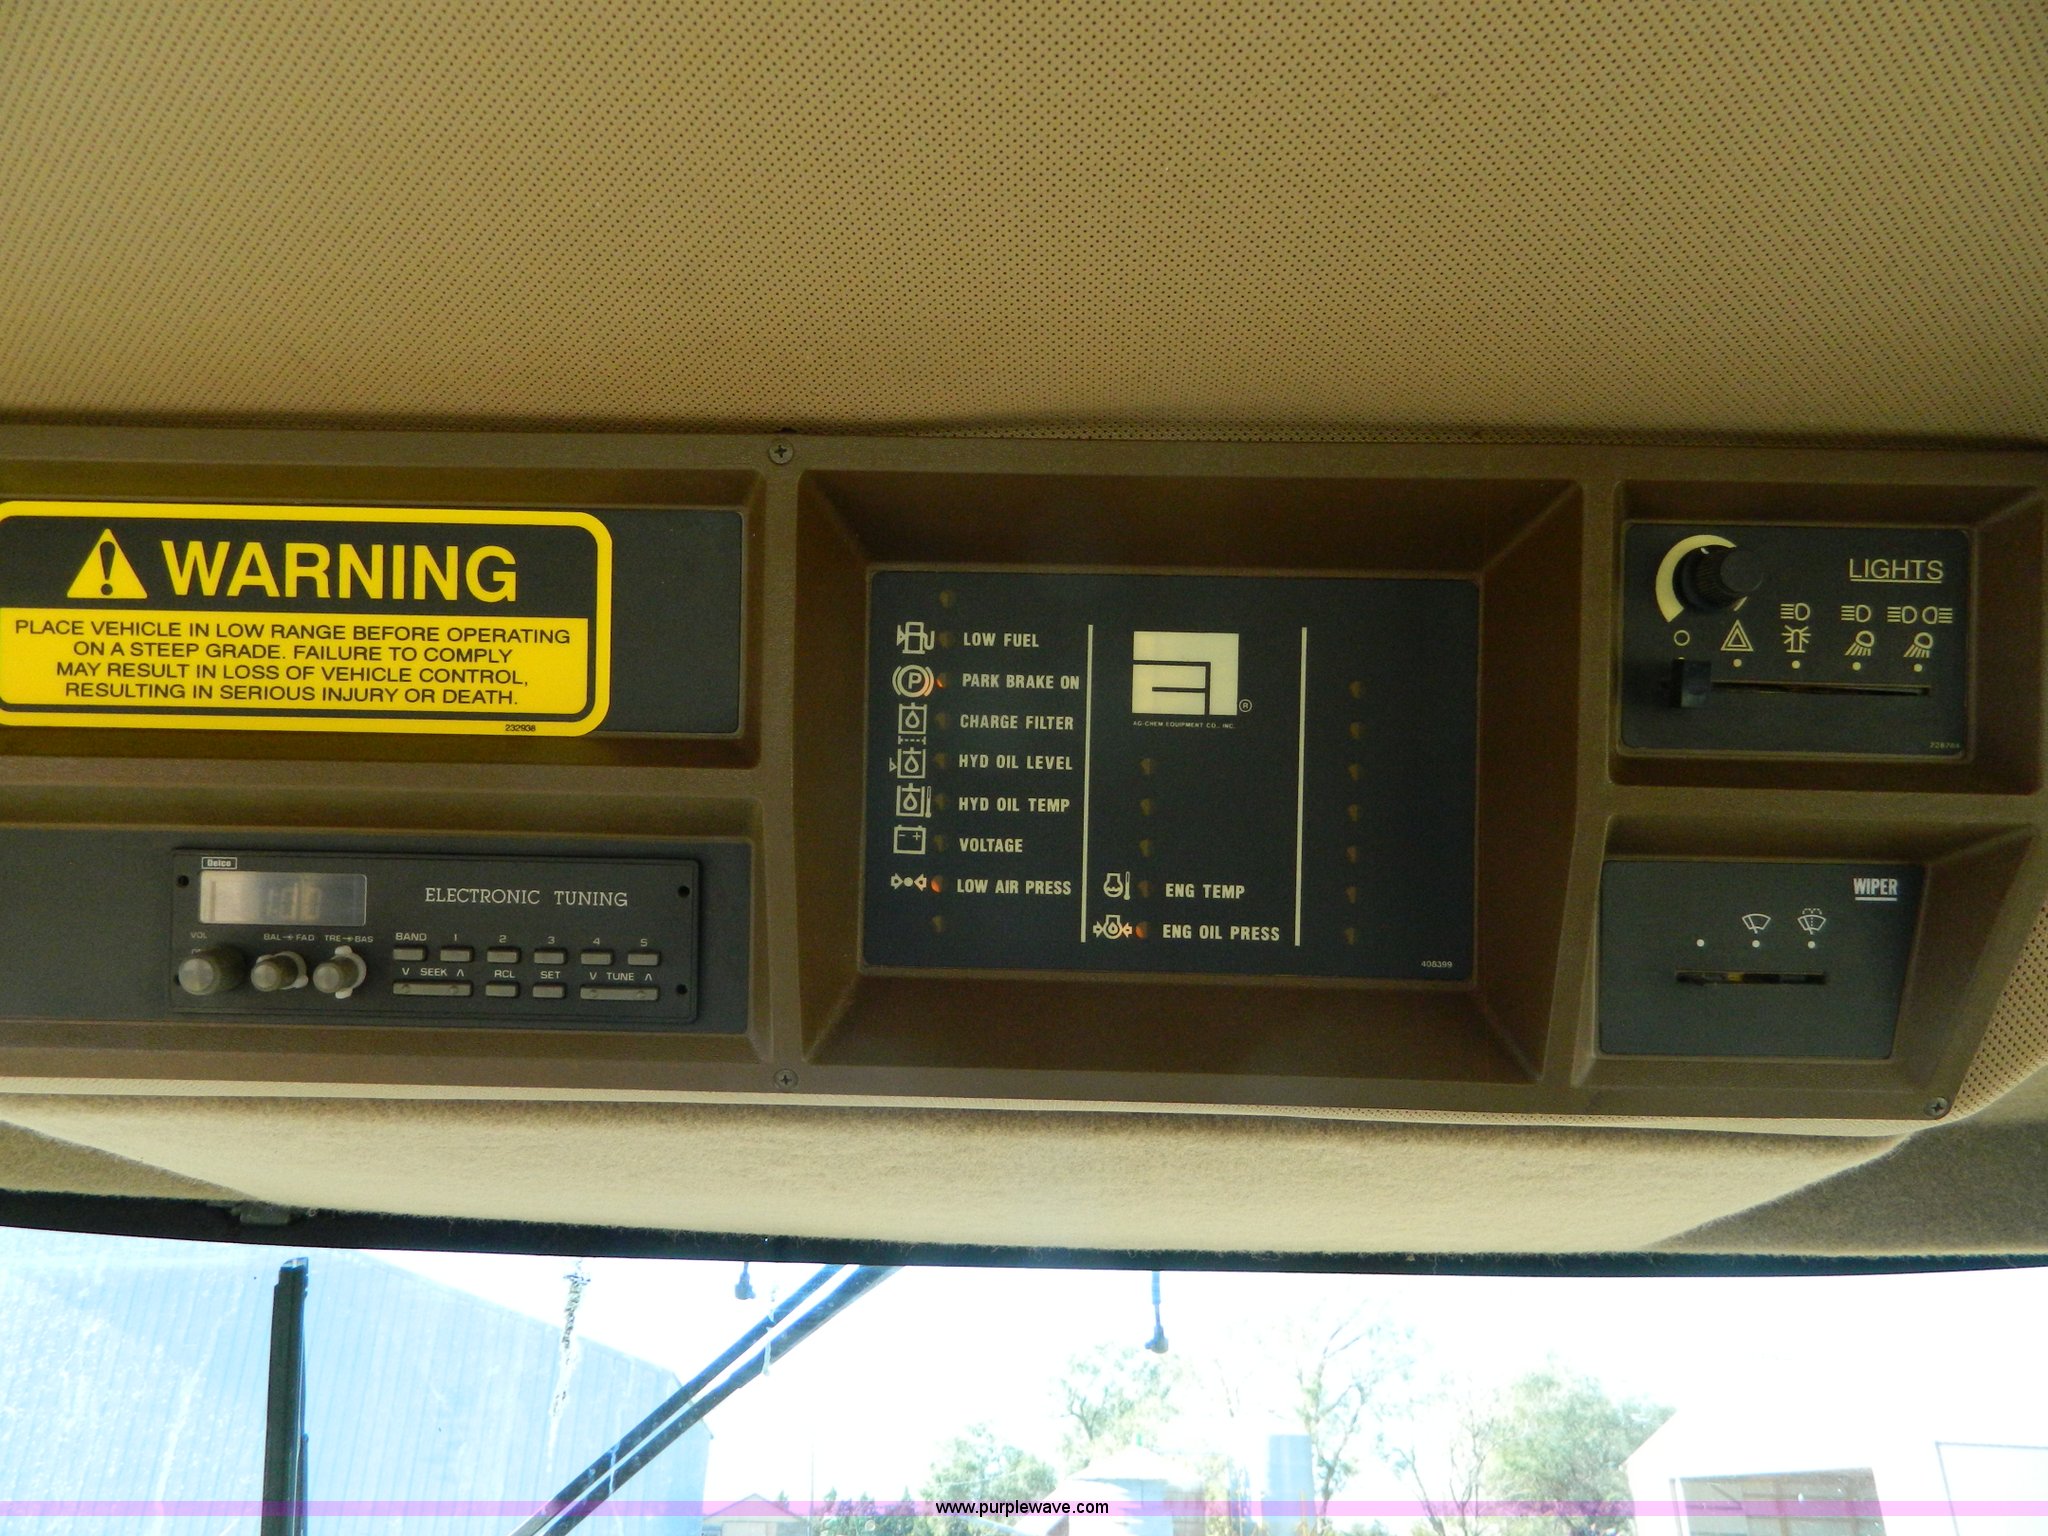 WARNING
PLACE VEHICLE IN LOW RANGE BEFORE OPERATING
ON A STEEP GRADE. FAILURE TO COMPLY
MAY RESULT IN LOSS OF VEHICLE CONTROL,
RESULTING IN SERIOUS INJURY OR DEATH.
232938
Delco
ELECTRONIC TUNING
VOL
BAL FAD
TRE BAS
BAND 1 2 3 4 5
V SEEK Λ RCL SET V TUNE Λ
LOW FUEL
PARK BRAKE ON
CHARGE FILTER
HYD OIL LEVEL
HYD OIL TEMP
VOLTAGE
LOW AIR PRESS
®
AG-CHEM EQUIPMENT CO., INC.
ENG TEMP
ENG OIL PRESS
408399
LIGHTS
WIPER
www.purplewave.com